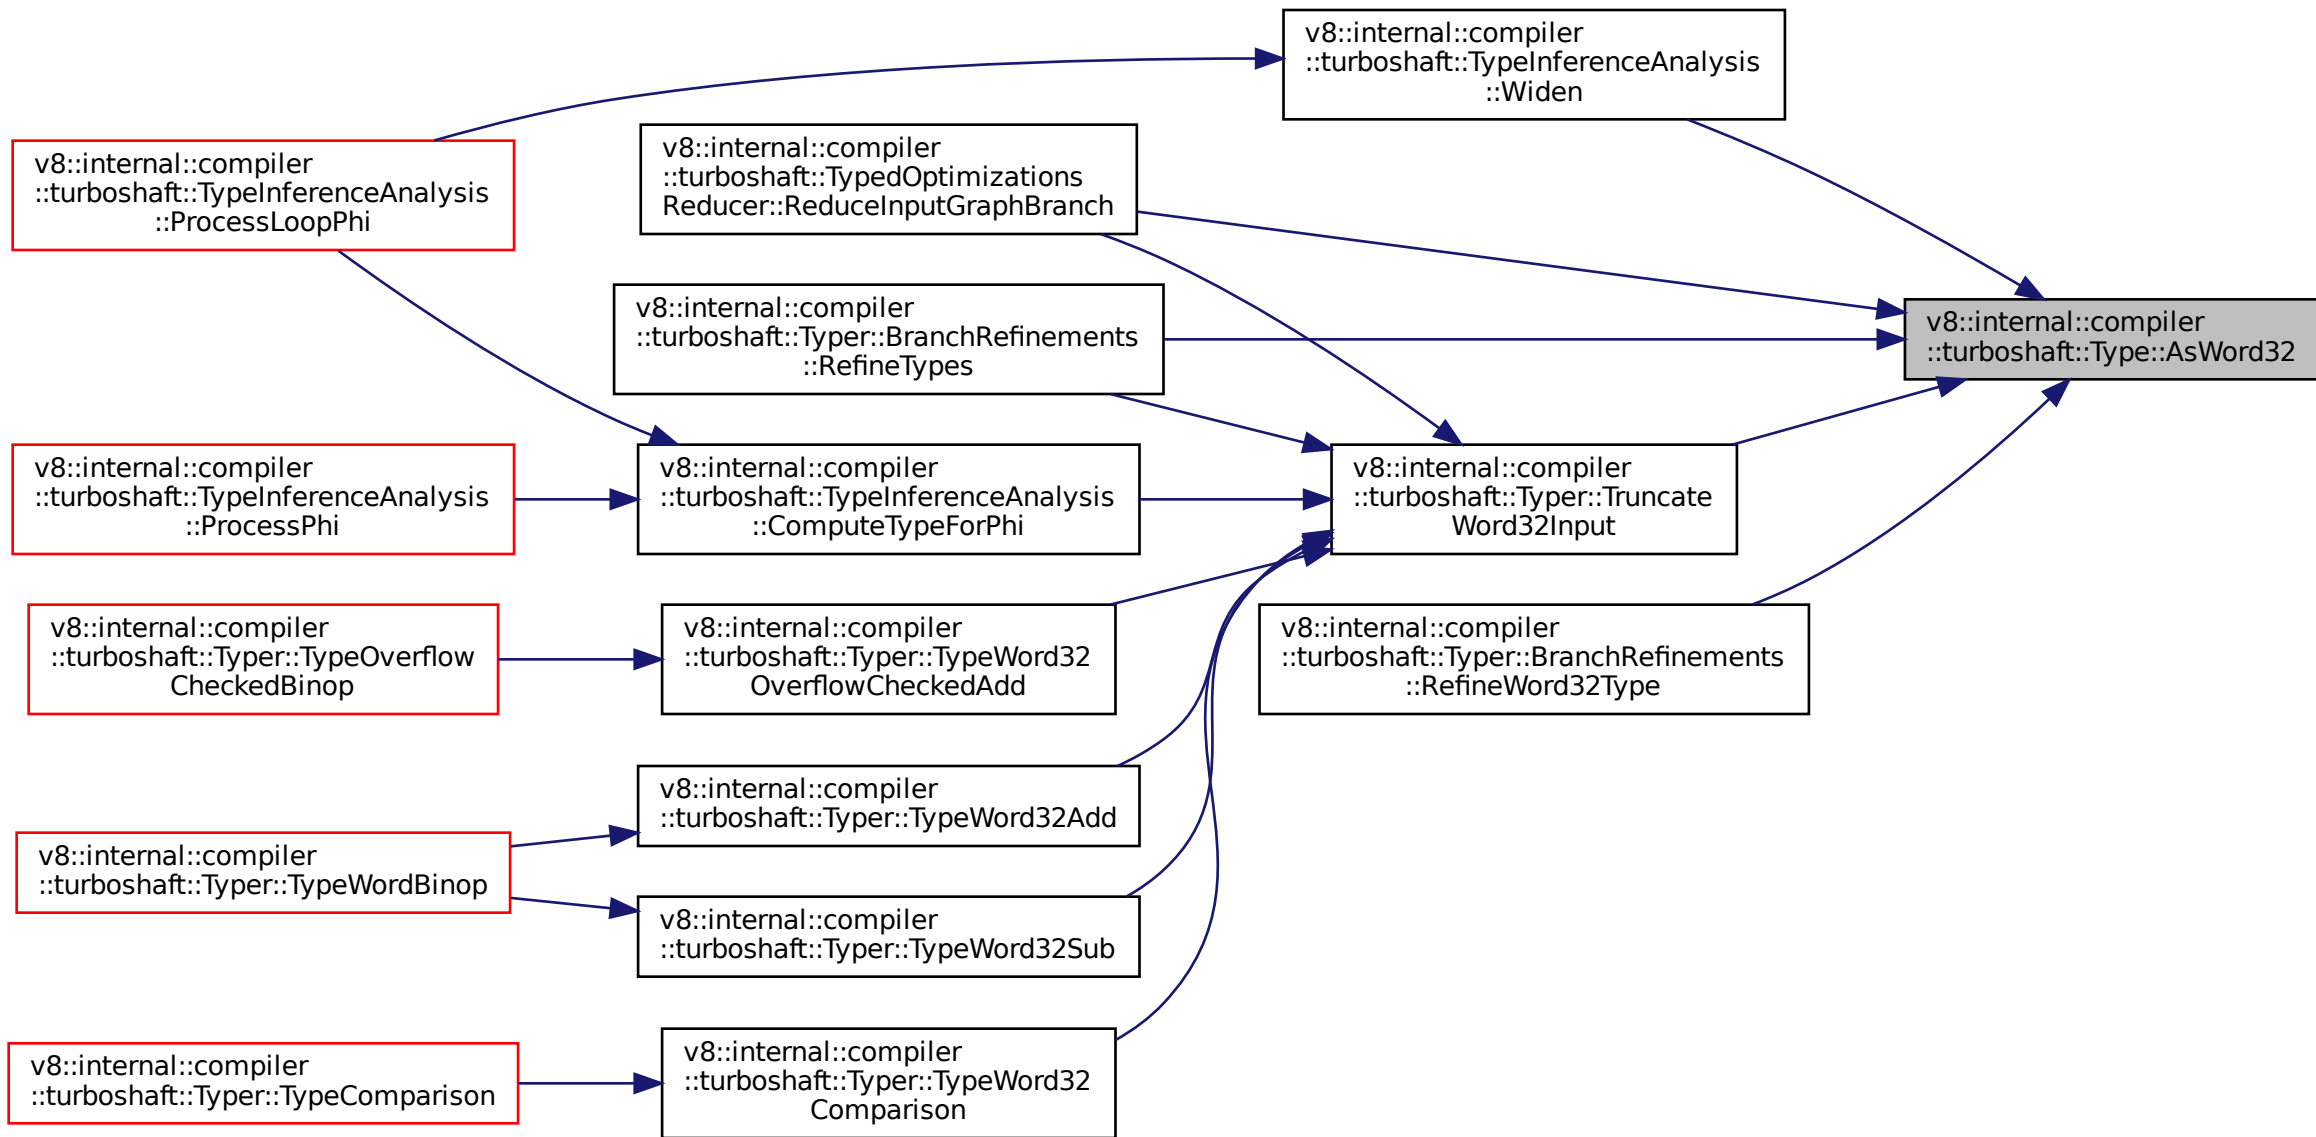 v8::internal::compiler
::turboshaft::TypeInferenceAnalysis
::Widen
v8::internal::compiler
::turboshaft::TypedOptimizations
Reducer::ReduceInputGraphBranch
v8::internal::compiler
::turboshaft::TypeInferenceAnalysis
::ProcessLoopPhi
v8::internal::compiler
::turboshaft::Typer::BranchRefinements
::RefineTypes
v8::internal::compiler
::turboshaft::Type::AsWord32
v8::internal::compiler
::turboshaft::TypeInferenceAnalysis
::ProcessPhi
v8::internal::compiler
::turboshaft::TypeInferenceAnalysis
::ComputeTypeForPhi
v8::internal::compiler
::turboshaft::Typer::Truncate
Word32Input
v8::internal::compiler
::turboshaft::Typer::TypeOverflow
CheckedBinop
v8::internal::compiler
::turboshaft::Typer::TypeWord32
OverflowCheckedAdd
v8::internal::compiler
::turboshaft::Typer::BranchRefinements
::RefineWord32Type
v8::internal::compiler
::turboshaft::Typer::TypeWord32Add
v8::internal::compiler
::turboshaft::Typer::TypeWordBinop
v8::internal::compiler
::turboshaft::Typer::TypeWord32Sub
v8::internal::compiler
::turboshaft::Typer::TypeComparison
v8::internal::compiler
::turboshaft::Typer::TypeWord32
Comparison